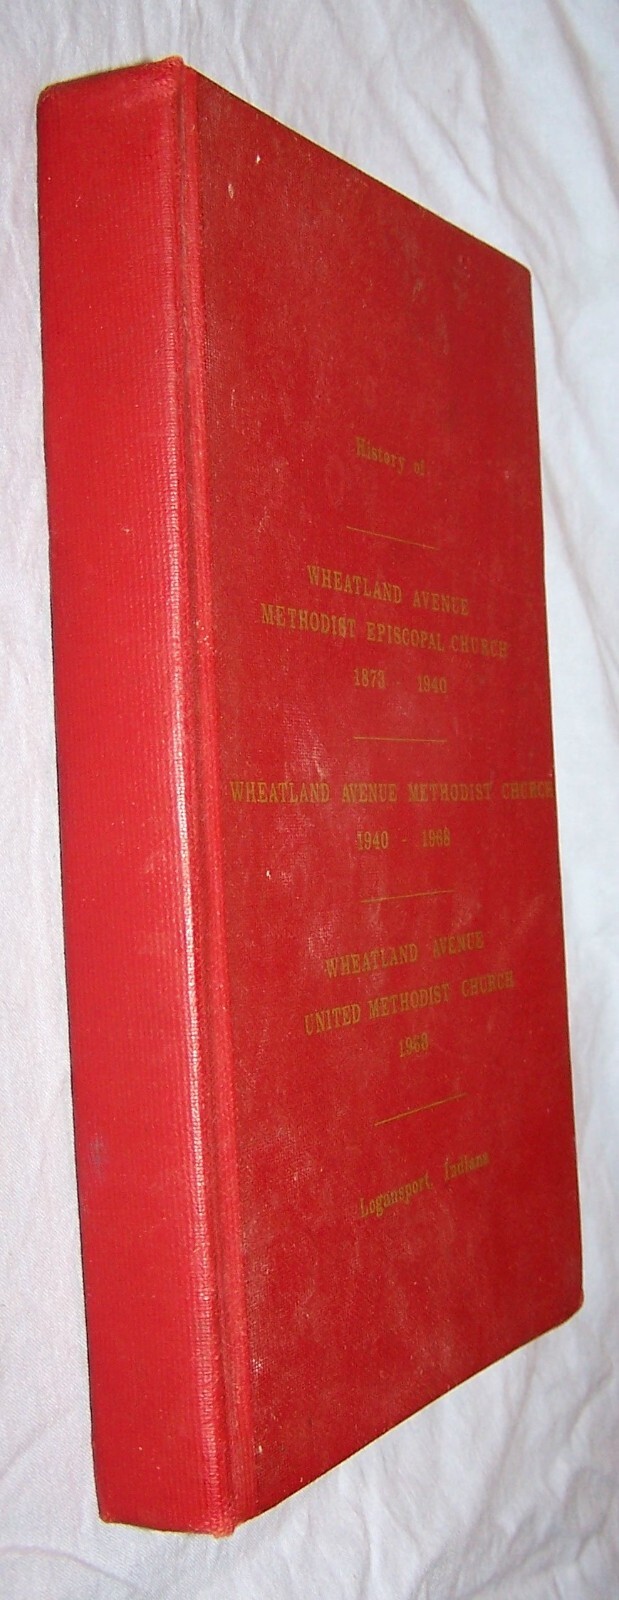 History of
WHEATLAND AVENUE
METHODIST EPISCOPAL CHURCH
1873 - 1940
WHEATLAND AVENUE METHODIST CHURCH
1940 - 1968
WHEATLAND AVENUE
UNITED METHODIST CHURCH
1968
Logansport, Indiana